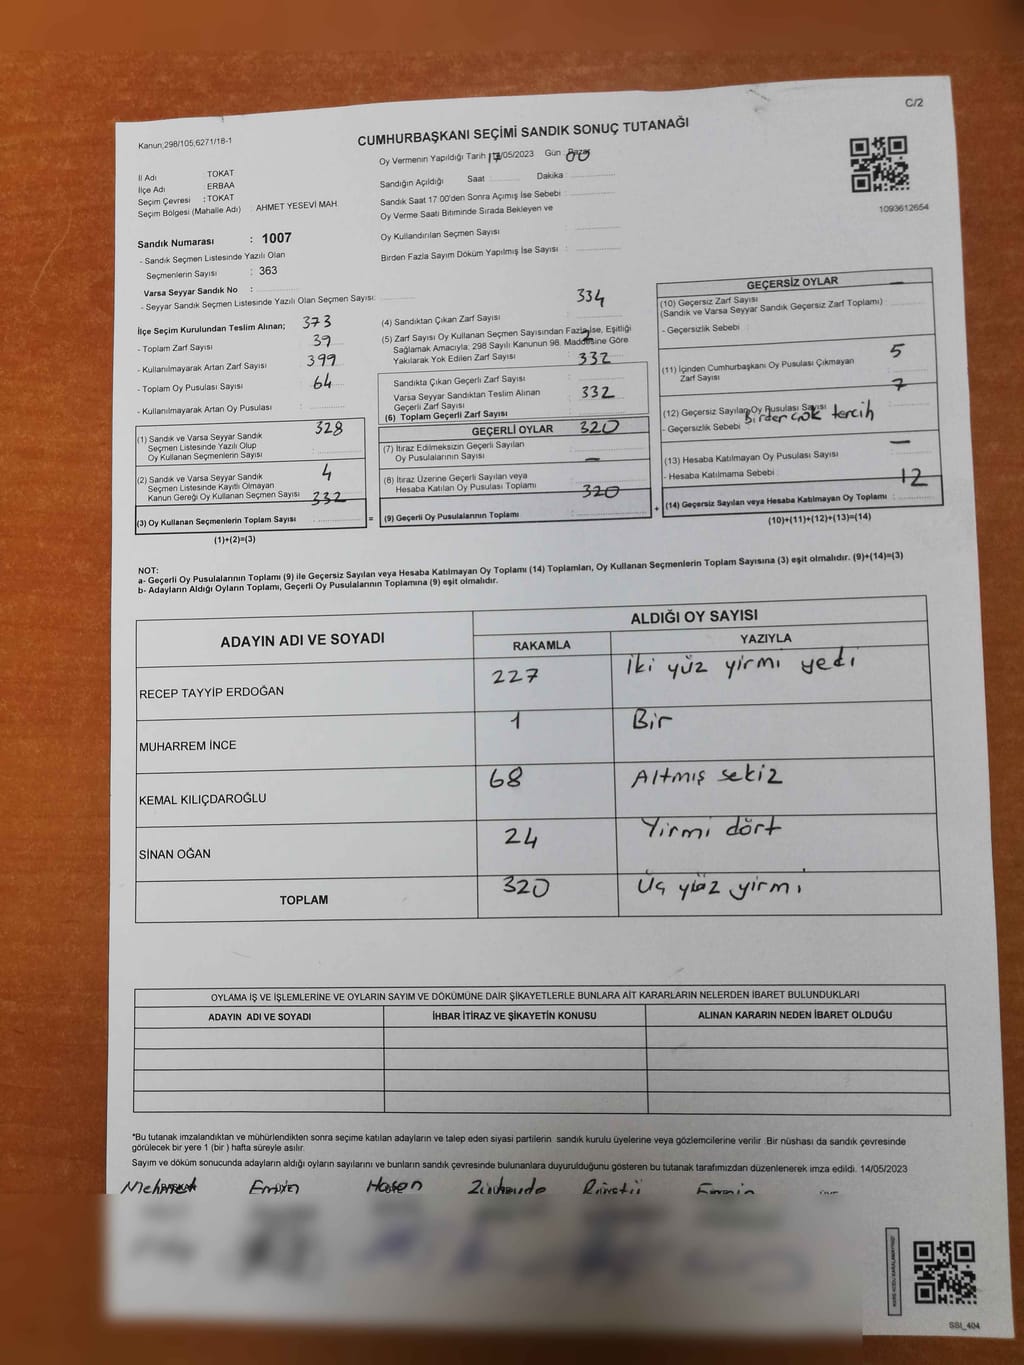 C/2
Kanun,298/105,6271/18-1
CUMHURBAŞKANI SEÇİMİ SANDIK SONUÇ TUTANAĞI
Oy Vermenin Yapıldığı Tarih /05/2023 Gün :
1093612654
İl Adı : TOKAT
İlçe Adı : ERBAA
Seçim Çevresi : TOKAT
Seçim Bölgesi (Mahalle Adı) : AHMET YESEVİ MAH.
Sandığın Açıldığı Saat Dakika
Sandık Saat 17:00'den Sonra Açımış İse Sebebi :
Oy Verme Saati Bitiminde Sırada Bekleyen ve
Oy Kullandırılan Seçmen Sayısı :
Birden Fazla Sayım Döküm Yapılmış İse Sayısı :
Sandık Numarası : 1007
- Sandık Seçmen Listesinde Yazılı Olan
Seçmenlerin Sayısı : 363
Varsa Seyyar Sandık No :
- Seyyar Sandık Seçmen Listesinde Yazılı Olan Seçmen Sayısı:
İlçe Seçim Kurulundan Teslim Alınan; 373
- Toplam Zarf Sayısı 39
- Kullanılmayarak Artan Zarf Sayısı 399
- Toplam Oy Pusulası Sayısı 64
- Kullanılmayarak Artan Oy Pusulası :
(1) Sandık ve Varsa Seyyar Sandık 328
Seçmen Listesinde Yazılı Olup
Oy Kullanan Seçmenlerin Sayısı
(2) Sandık ve Varsa Seyyar Sandık 4
Seçmen Listesinde Kayıtlı Olmayan
Kanun Gereği Oy Kullanan Seçmen Sayısı 332
(3) Oy Kullanan Seçmenlerin Toplam Sayısı :
(1)+(2)=(3)
334
(4) Sandıktan Çıkan Zarf Sayısı :
(5) Zarf Sayısı Oy Kullanan Seçmen Sayısından Fazla İse, Eşitliği 2
Sağlamak Amacıyla, 298 Sayılı Kanunun 98. Maddesine Göre
Yakılarak Yok Edilen Zarf Sayısı 332
Sandıkta Çıkan Geçerli Zarf Sayısı :
Varsa Seyyar Sandıktan Teslim Alınan 332
Geçerli Zarf Sayısı
(6) Toplam Geçerli Zarf Sayısı
GEÇERLİ OYLAR 320
(7) İtiraz Edilmeksizin Geçerli Sayılan
Oy Pusulalarının Sayısı
–
(8) İtiraz Üzerine Geçerli Sayılan veya
Hesaba Katılan Oy Pusulası Toplamı 320
= (9) Geçerli Oy Pusulalarının Toplamı :
GEÇERSİZ OYLAR –
(10) Geçersiz Zarf Sayısı
(Sandık ve Varsa Seyyar Sandık Geçersiz Zarf Toplamı)
- Geçersizlik Sebebi :
5
(11) İçinden Cumhurbaşkanı Oy Pusulası Çıkmayan
Zarf Sayısı
7
(12) Geçersiz Sayılan Oy Pusulası Sayısı
- Geçersizlik Sebebi
–
(13) Hesaba Katılmayan Oy Pusulası Sayısı
- Hesaba Katılmama Sebebi :
12
+ (14) Geçersiz Sayılan veya Hesaba Katılmayan Oy Toplamı :
(10)+(11)+(12)+(13)=(14)
NOT:
a- Geçerli Oy Pusulalarının Toplamı (9) ile Geçersiz Sayılan veya Hesaba Katılmayan Oy Toplamı (14) Toplamları, Oy Kullanan Seçmenlerin Toplam Sayısına (3) eşit olmalıdır. (9)+(14)=(3)
b- Adayların Aldığı Oyların Toplamı, Geçerli Oy Pusulalarının Toplamına (9) eşit olmalıdır.
ADAYIN ADI VE SOYADI
ALDIĞI OY SAYISI
RAKAMLA YAZIYLA
RECEP TAYYİP ERDOĞAN 227 iki yüz yirmi yedi
MUHARREM İNCE 1 Bir
KEMAL KILIÇDAROĞLU 68 Altmış sekiz
SİNAN OĞAN 24 Yirmi dört
TOPLAM 320 Üç yüz yirmi
OYLAMA İŞ VE İŞLEMLERİNE VE OYLARIN SAYIM VE DÖKÜMÜNE DAİR ŞİKAYETLERLE BUNLARA AİT KARARLARIN NELERDEN İBARET BULUNDUKLARI
ADAYIN ADI VE SOYADI İHBAR İTİRAZ VE ŞİKAYETİN KONUSU ALINAN KARARIN NEDEN İBARET OLDUĞU
*Bu tutanak imzalandıktan ve mühürlendikten sonra seçime katılan adayların ve talep eden siyasi partilerin sandık kurulu üyelerine veya gözlemcilerine verilir .Bir nüshası da sandık çevresinde
görülecek bir yere 1 (bir ) hafta süreyle asılır.
Sayım ve döküm sonucunda adayların aldığı oyların sayılarını ve bunların sandık çevresinde bulunanlara duyurulduğunu gösteren bu tutanak tarafımızdan düzenlenerek imza edildi. 14/05/2023
Mehmet Hasan
SBI_404